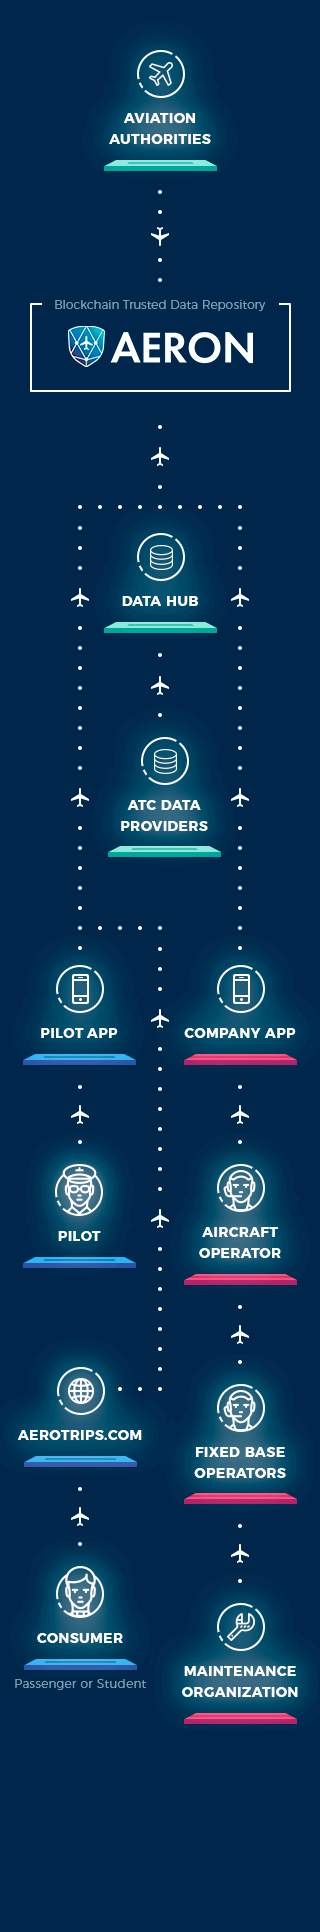 AVIATION
AUTHORITIES
Blockchain Trusted Data Repository
AERON
DATA HUB
ATC DATA
PROVIDERS
PILOT APP
COMPANY APP
PILOT
AIRCRAFT
OPERATOR
AEROTRIPS.COM
FIXED BASE
OPERATORS
CONSUMER
Passenger or Student
MAINTENANCE
ORGANIZATION